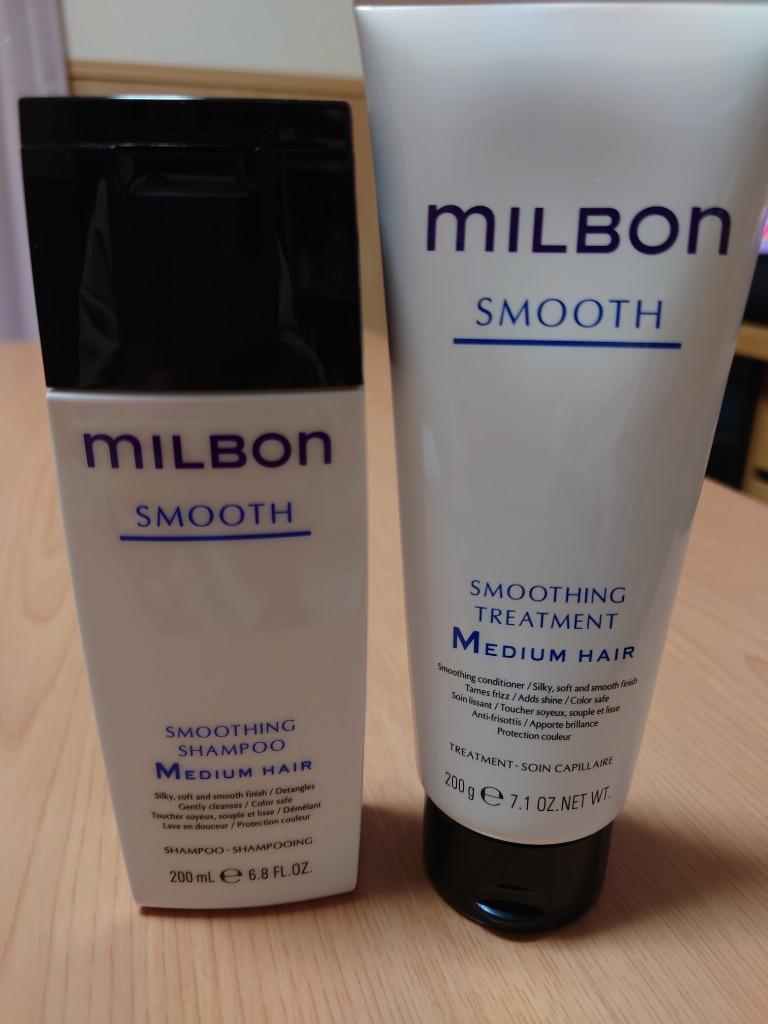 MILBON
SMOOTH
SMOOTHING
SHAMPOO
MEDIUM HAIR
Silky, soft and smooth finish / Detangles
Gently cleanses / Color safe
Toucher soyeux, souple et lisse / Démêlant
Lave en douceur / Protection couleur
SHAMPOO - SHAMPOOING
200 mL ℮ 6.8 FL.OZ.
MILBON
SMOOTH
SMOOTHING
TREATMENT
MEDIUM HAIR
Smoothing conditioner / Silky, soft and smooth finish
Tames frizz / Adds shine / Color safe
Soin lissant / Toucher soyeux, souple et lisse
Anti-frisottis / Apporte brillance
Protection couleur
TREATMENT - SOIN CAPILLAIRE
200 g ℮ 7.1 OZ.NET WT.